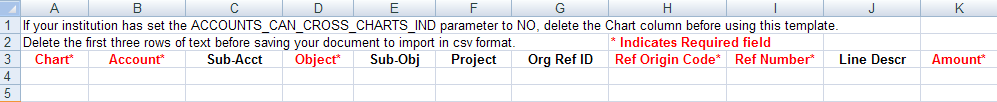 A B C D E F G H I J K
1 If your institution has set the ACCOUNTS_CAN_CROSS_CHARTS_IND parameter to NO, delete the Chart column before using this template.
2 Delete the first three rows of text before saving your document to import in csv format. * Indicates Required field
3 Chart* Account* Sub-Acct Object* Sub-Obj Project Org Ref ID Ref Origin Code* Ref Number* Line Descr Amount*
4
5